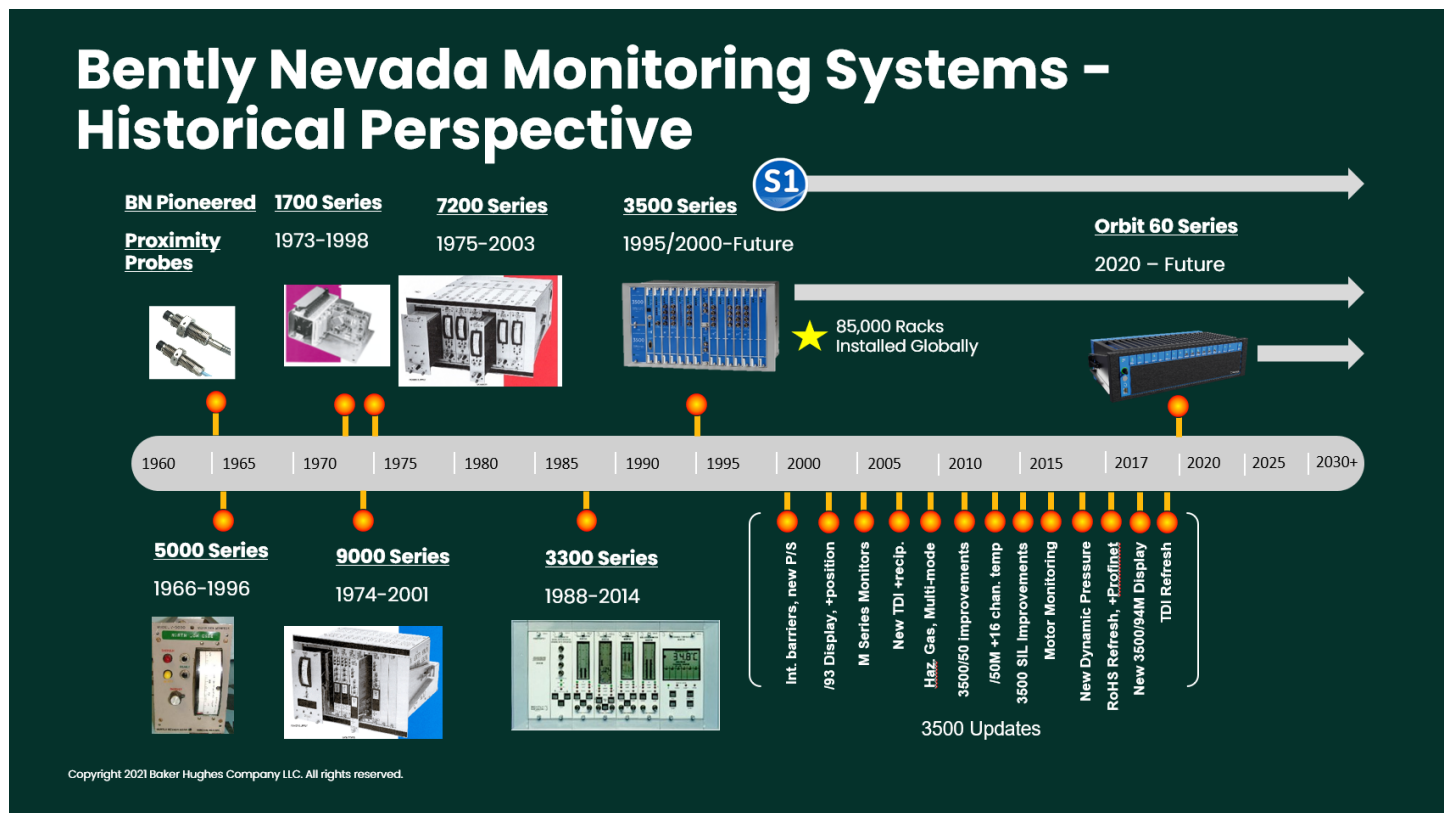 Bently Nevada Monitoring Systems -
Historical Perspective
S1
BN Pioneered
Proximity
Probes
1700 Series
1973-1998
7200 Series
1975-2003
3500 Series
1995/2000-Future
Orbit 60 Series
2020 – Future
85,000 Racks
Installed Globally
1960
1965
1970
1975
1980
1985
1990
1995
2000
2005
2010
2015
2017
2020
2025
2030+
5000 Series
1966-1996
9000 Series
1974-2001
3300 Series
1988-2014
Int. barriers, new P/S
/93 Display, +position
M Series Monitors
New TDI +recip.
Haz. Gas, Multi-mode
3500/50 improvements
/50M +16 chan. temp
3500 SIL Improvements
Motor Monitoring
New Dynamic Pressure
RoHS Refresh, +Profinet
New 3500/94M Display
TDI Refresh
3500 Updates
Copyright 2021 Baker Hughes Company LLC. All rights reserved.